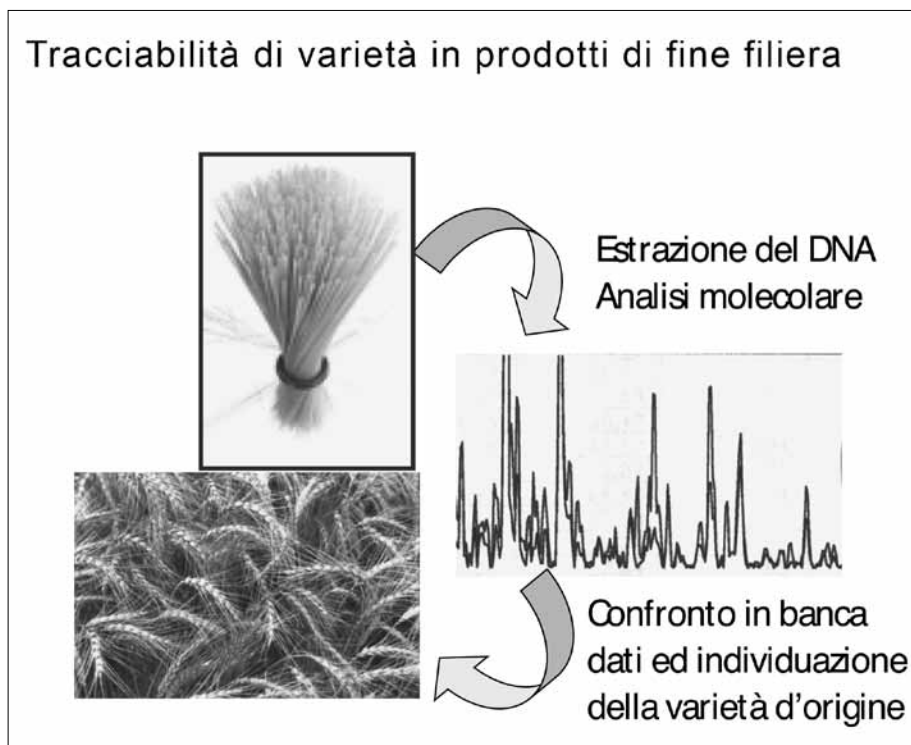 Tracciabilità di varietà in prodotti di fine filiera
Estrazione del DNA
Analisi molecolare
Confronto in banca
dati ed individuazione
della varietà d'origine